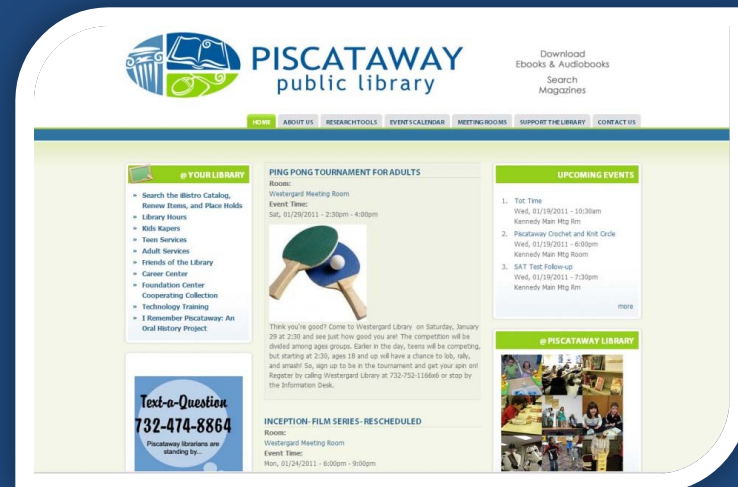 PISCATAWAY
public library
Download
Ebooks & Audiobooks
Search
Magazines
HOME ABOUT US RESEARCH TOOLS EVENTS CALENDAR MEETING ROOMS SUPPORT THE LIBRARY CONTACT US
@ YOUR LIBRARY
» Search the iBistro Catalog,
Renew Items, and Place Holds
» Library Hours
» Kids Kapers
» Teen Services
» Adult Services
» Friends of the Library
» Career Center
» Foundation Center
Cooperating Collection
» Technology Training
» I Remember Piscataway: An
Oral History Project
Text-a-Question
732-474-8864
Piscataway librarians are
standing by...
PING PONG TOURNAMENT FOR ADULTS
Room:
Westergard Meeting Room
Event Time:
Sat, 01/29/2011 - 2:30pm - 4:00pm
Think you're good? Come to Westergard Library on Saturday, January
29 at 2:30 and see just how good you are! The competition will be
divided among ages groups. Earlier in the day, teens will be competing,
but starting at 2:30, ages 18 and up will have a chance to lob, rally,
and smash! So, sign up to be in the tournament and get your spin on!
Register by calling Westergard Library at 732-752-1166x6 or stop by
the Information Desk.
INCEPTION- FILM SERIES- RESCHEDULED
Room:
Westergard Meeting Room
Event Time:
Mon, 01/24/2011 - 6:00pm - 9:00pm
UPCOMING EVENTS
1. Tot Time
Wed, 01/19/2011 - 10:30am
Kennedy Main Mtg Rm
2. Piscataway Crochet and Knit Circle
Wed, 01/19/2011 - 6:00pm
Kennedy Main Mtg Room
3. SAT Test Follow-up
Wed, 01/19/2011 - 7:30pm
Kennedy Main Mtg Rm
more
@ PISCATAWAY LIBRARY